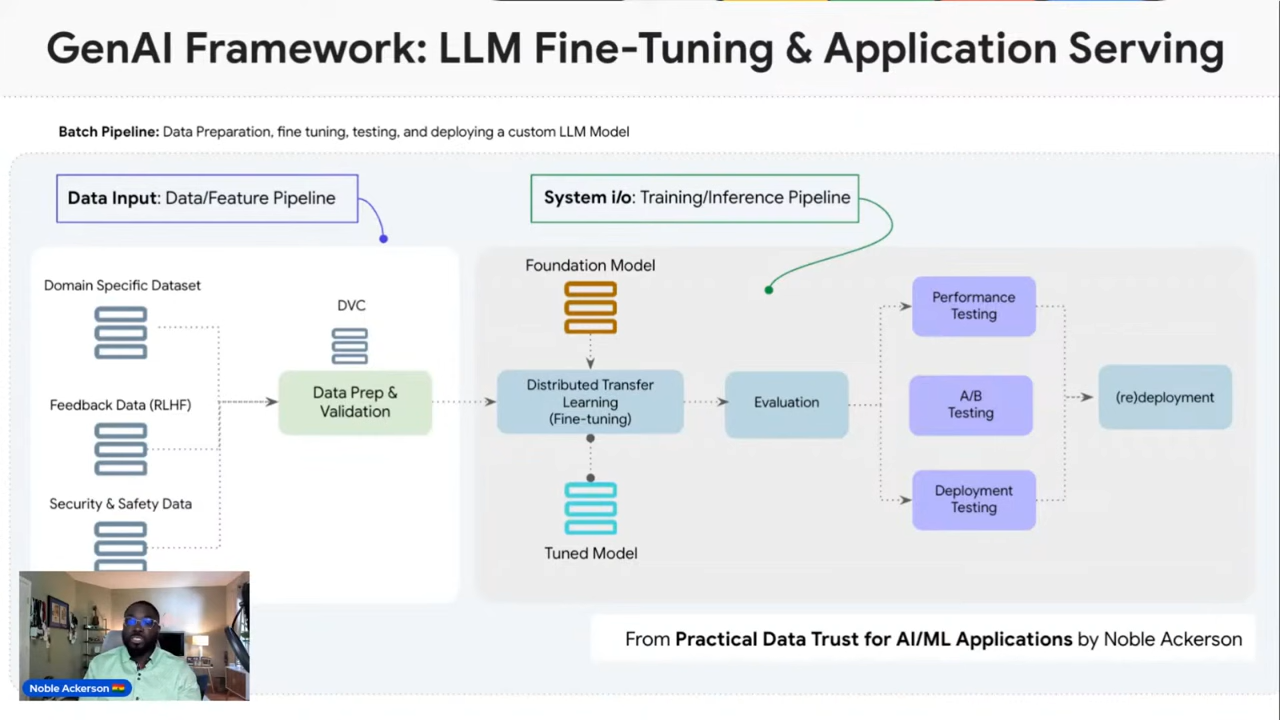 GenAI Framework: LLM Fine-Tuning & Application Serving
Batch Pipeline: Data Preparation, fine tuning, testing, and deploying a custom LLM Model
Data Input: Data/Feature Pipeline
System i/o: Training/Inference Pipeline
Domain Specific Dataset
DVC
Feedback Data (RLHF)
Data Prep &
Validation
Security & Safety Data
Foundation Model
Distributed Transfer
Learning
(Fine-tuning)
Tuned Model
Evaluation
Performance
Testing
A/B
Testing
Deployment
Testing
(re)deployment
From Practical Data Trust for AI/ML Applications by Noble Ackerson
Noble Ackerson 🇬🇭